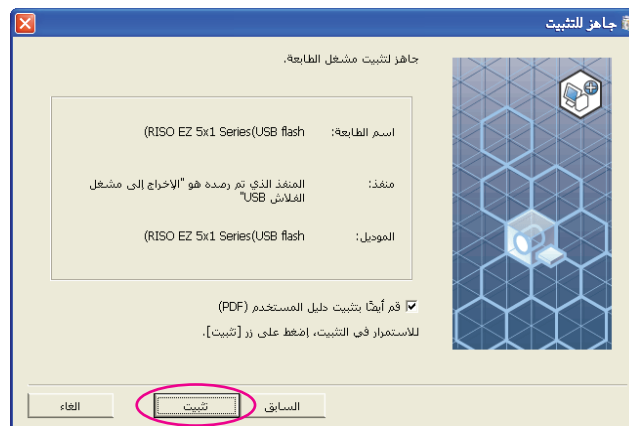 جاهز للتثبيت
جاهز لتثبيت مشغل الطابعة.
اسم الطابعة: RISO EZ 5x1 Series(USB flash)
منفذ: المنفذ الذي تم رصده هو "الإخراج إلى مشغل
الفلاش USB"
الموديل: RISO EZ 5x1 Series(USB flash)
قم أيضًا بتثبيت دليل المستخدم (PDF)
للاستمرار في التثبيت، إضغط على زر [تثبيت].
السابق
تثبيت
الغاء